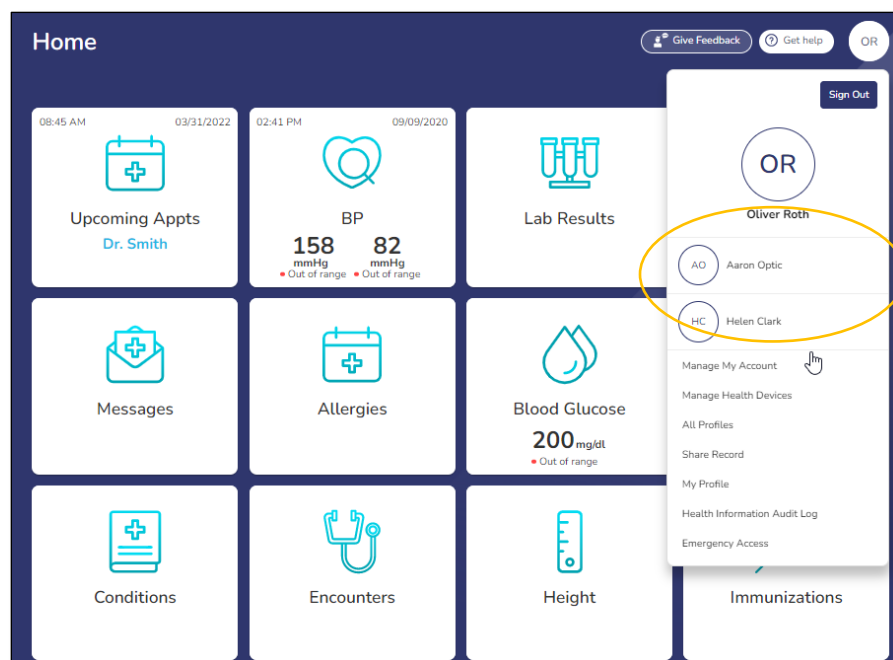 Home
Give Feedback
Get help
OR
Sign Out
OR
Oliver Roth
AO Aaron Optic
HC Helen Clark
Manage My Account
Manage Health Devices
All Profiles
Share Record
My Profile
Health Information Audit Log
Emergency Access
08:45 AM 03/31/2022
Upcoming Appts
Dr. Smith
02:41 PM 09/09/2020
BP
158 82
mmHg mmHg
Out of range Out of range
Lab Results
Messages
Allergies
Blood Glucose
200 mg/dl
Out of range
Conditions
Encounters
Height
Immunizations